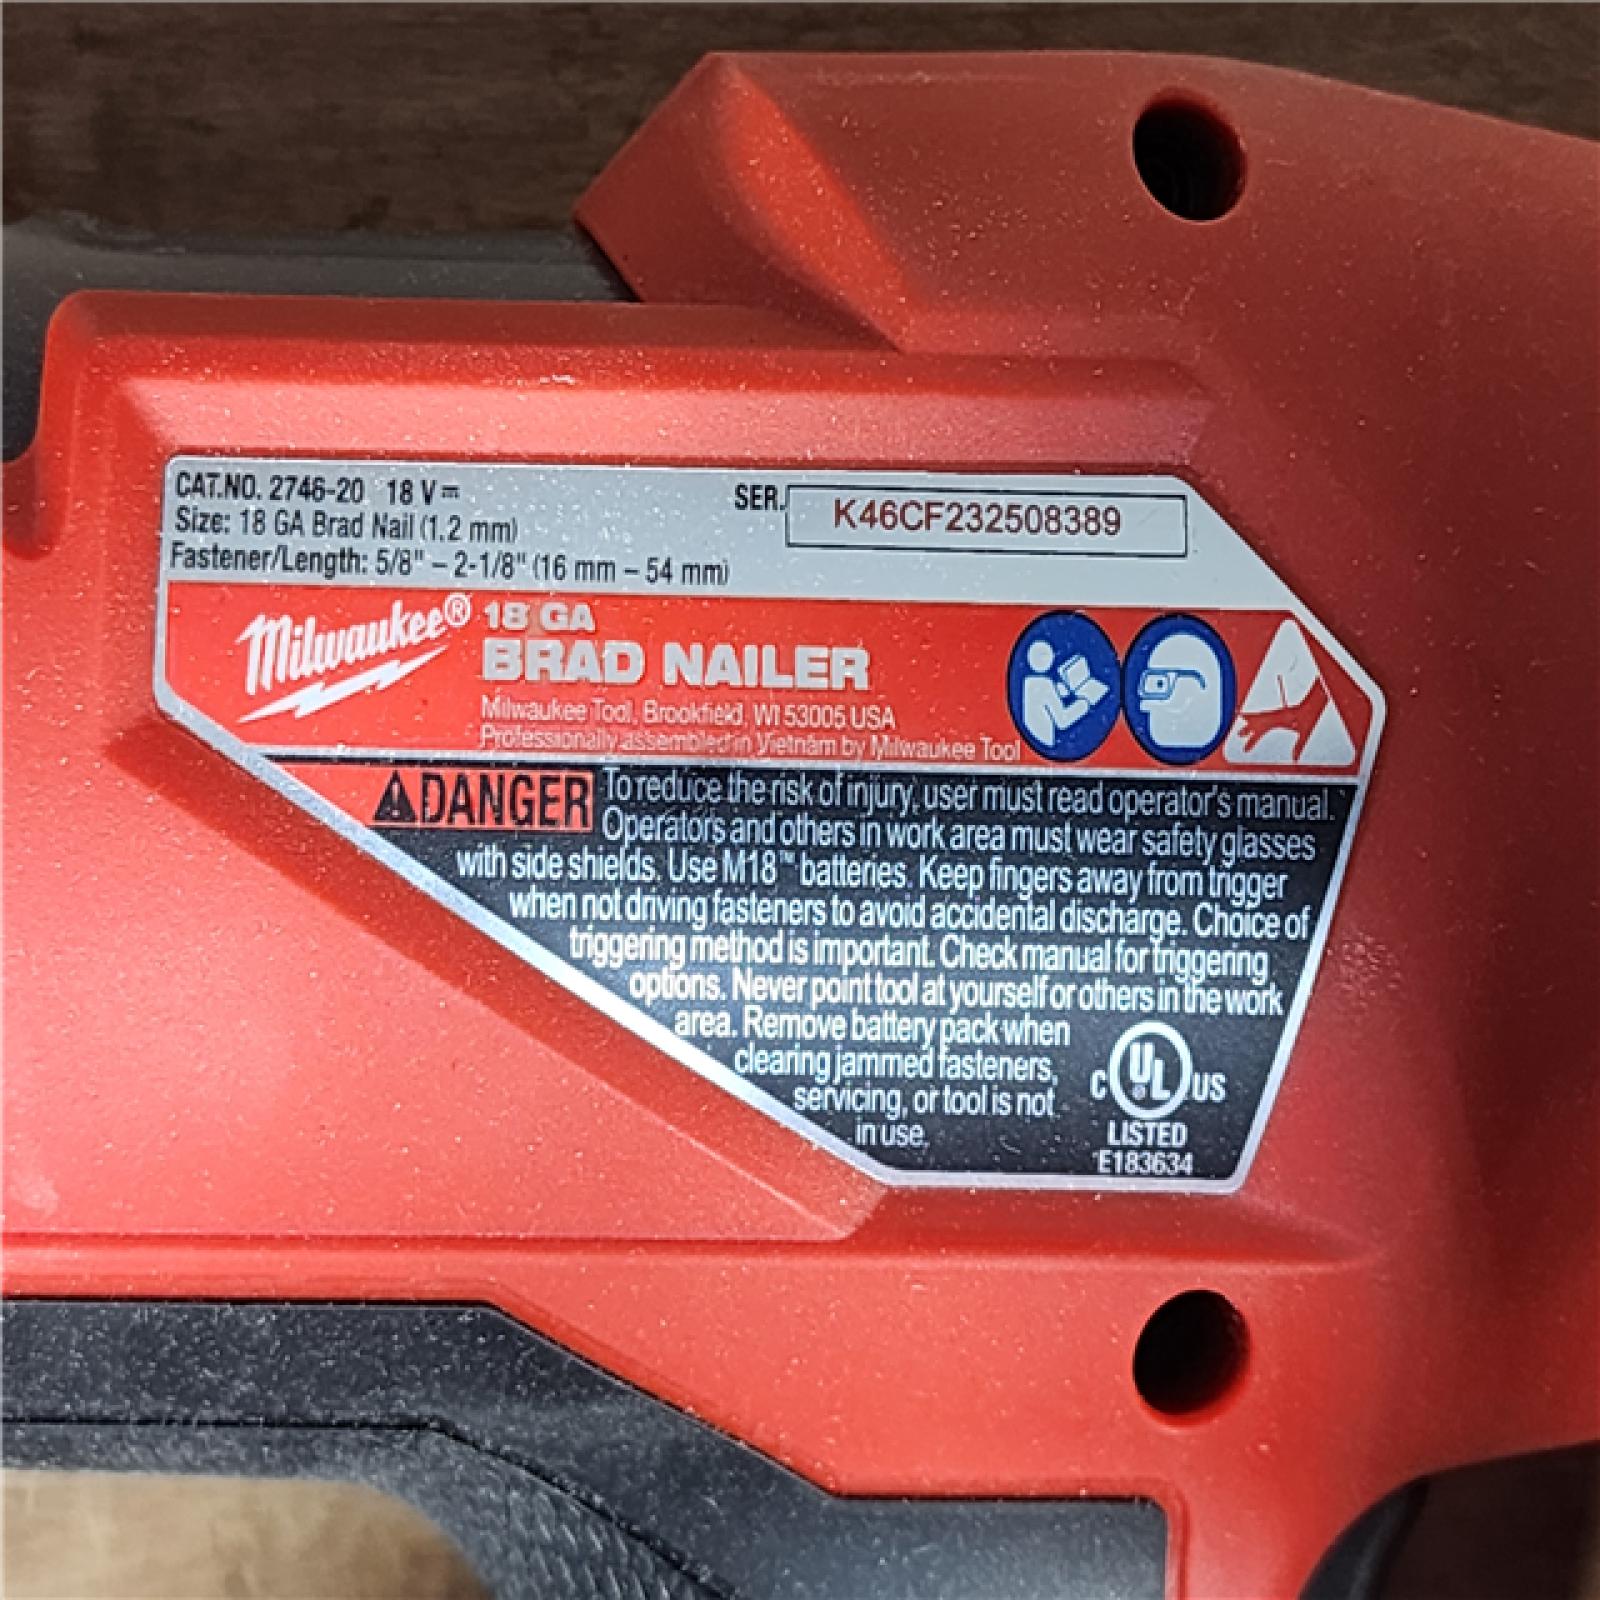 CAT.NO. 2746-20 18 V⎓
Size: 18 GA Brad Nail (1.2 mm)
Fastener/Length: 5/8" – 2-1/8" (16 mm – 54 mm)
SER. K46CF232508389
Milwaukee® 18 GA
BRAD NAILER
Milwaukee Tool, Brookfield, WI 53005 USA
Professionally assembled in Vietnam by Milwaukee Tool
DANGER To reduce the risk of injury, user must read operator's manual.
Operators and others in work area must wear safety glasses
with side shields. Use M18™ batteries. Keep fingers away from trigger
when not driving fasteners to avoid accidental discharge. Choice of
triggering method is important. Check manual for triggering
options. Never point tool at yourself or others in the work
area. Remove battery pack when
clearing jammed fasteners,
servicing, or tool is not
in use.
C UL® US
LISTED
E183634